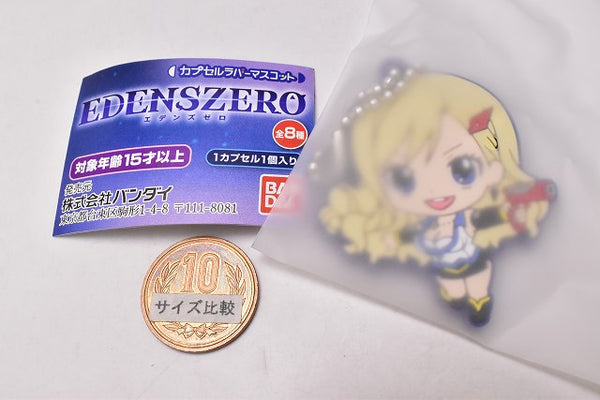 カプセルラバーマスコット
EDENSZERO
エデンズゼロ
全8種
対象年齢15才以上
1カプセル1個入り
発売元
株式会社バンダイ
東京都台東区駒形1-4-8 〒111-8081
10
サイズ比較